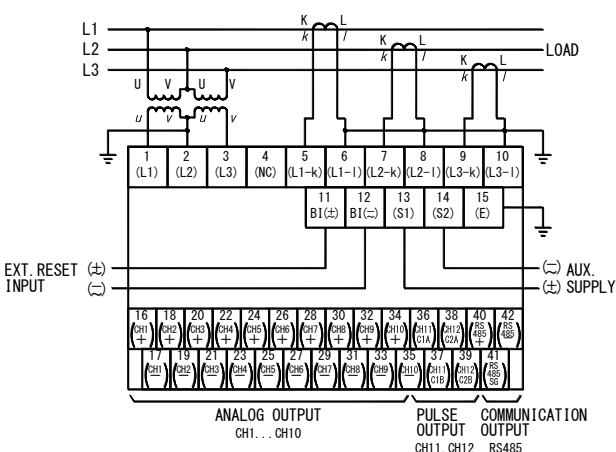 L1
L2
L3
K L
k l
K L
k l
K L
k l
LOAD
U V U V
u v u v
1 2 3 4 5 6 7 8 9 10
(L1) (L2) (L3) (NC) (L1-k) (L1-l) (L2-k) (L2-l) (L3-k) (L3-l)
11 12 13 14 15
BI(±) BI(≂) (S1) (S2) (E)
EXT. RESET (±)
INPUT (≂)
(≂) AUX.
(±) SUPPLY
16 18 20 22 24 26 28 30 32 34 36 38 40 42
CH1 CH2 CH3 CH4 CH5 CH6 CH7 CH8 CH9 CH10 CH11 CH12 RS RS
+ + + + + + + + + + C1A C2A 485 485
+ −
17 19 21 23 25 27 29 31 33 35 37 39 41
CH1 CH2 CH3 CH4 CH5 CH6 CH7 CH8 CH9 CH10 CH11 CH12 RS
− − − − − − − − − − C1B C2B 485
SG
ANALOG OUTPUT
CH1...CH10
PULSE
OUTPUT
CH11, CH12
COMMUNICATION
OUTPUT
RS485